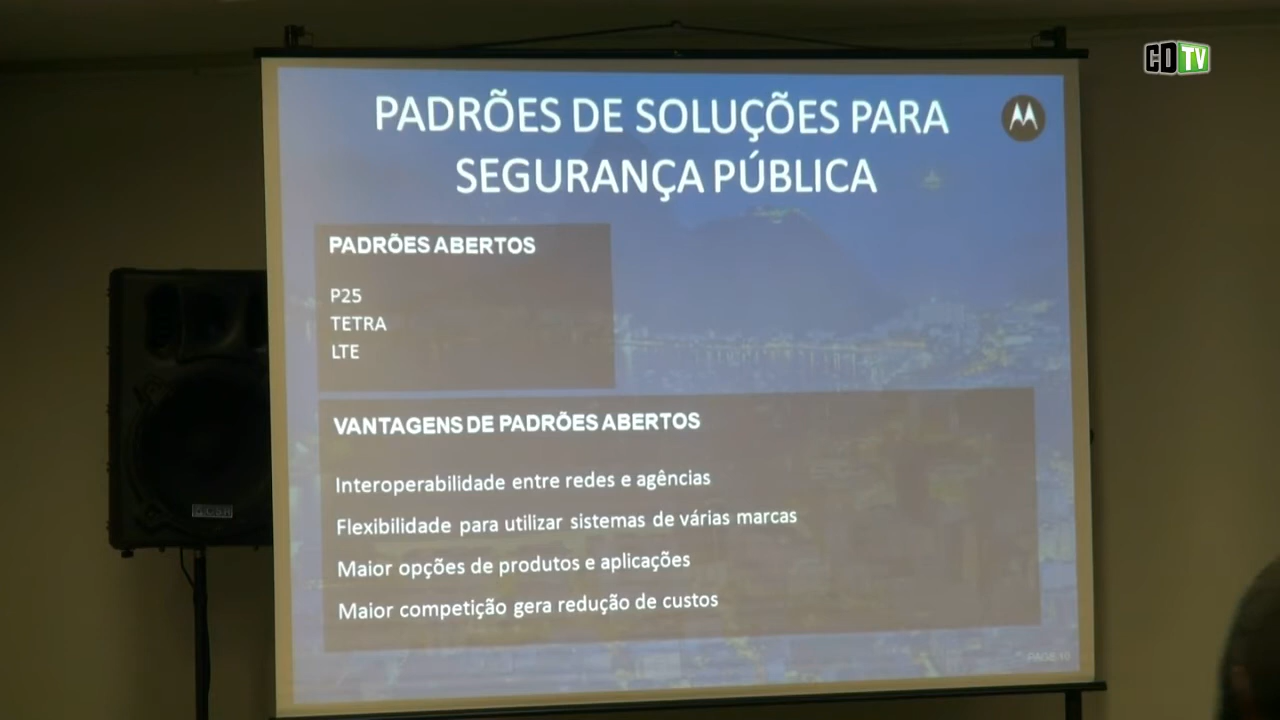 CDTV
PADRÕES DE SOLUÇÕES PARA
SEGURANÇA PÚBLICA
PADRÕES ABERTOS
P25
TETRA
LTE
VANTAGENS DE PADRÕES ABERTOS
Interoperabilidade entre redes e agências
Flexibilidade para utilizar sistemas de várias marcas
Maior opções de produtos e aplicações
Maior competição gera redução de custos
PAGE 10